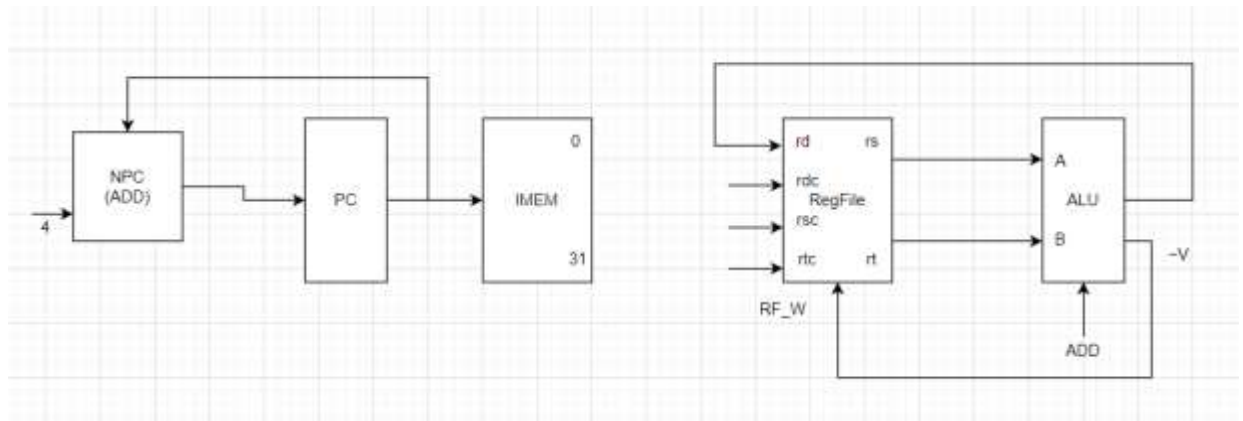 NPC
(ADD)
4
PC
IMEM
0
31
rd
rs
rdc
RegFile
rsc
rtc
rt
RF_W
A
ALU
B
~V
ADD